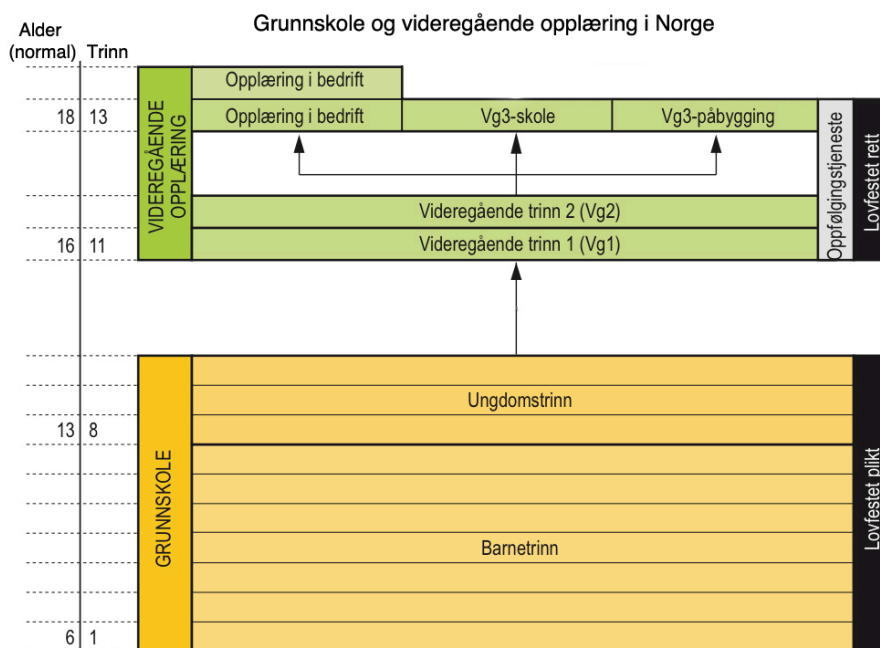 Grunnskole og videregående opplæring i Norge
Alder
(normal)
Trinn
VIDEREGÅENDE
OPPLÆRING
Opplæring i bedrift
18
13
Opplæring i bedrift
Vg3-skole
Vg3-påbygging
Oppfølgingstjeneste
Lovfestet rett
Videregående trinn 2 (Vg2)
16
11
Videregående trinn 1 (Vg1)
GRUNNSKOLE
Ungdomstrinn
13
8
Lovfestet plikt
Barnetrinn
6
1